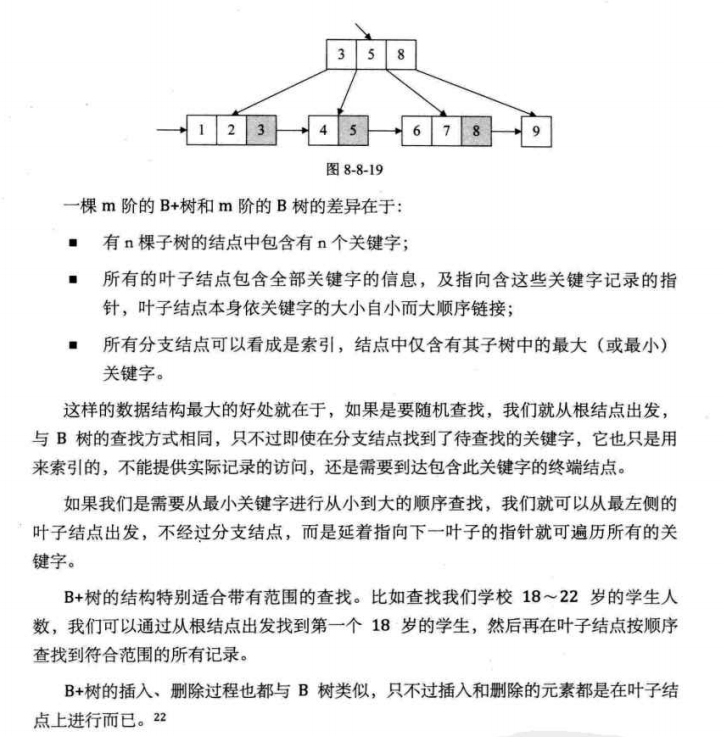 3 5 8
1 2 3 4 5 6 7 8 9
图 8-8-19
一棵 m 阶的 B+树和 m 阶的 B 树的差异在于：
■ 有 n 棵子树的结点中包含有 n 个关键字；
■ 所有的叶子结点包含全部关键字的信息，及指向含这些关键字记录的指
针，叶子结点本身依关键字的大小自小而大顺序链接；
■ 所有分支结点可以看成是索引，结点中仅含有其子树中的最大（或最小）
关键字。
这样的数据结构最大的好处就在于，如果是要随机查找，我们就从根结点出发，
与 B 树的查找方式相同，只不过即使在分支结点找到了待查找的关键字，它也只是用
来索引的，不能提供实际记录的访问，还是需要到达包含此关键字的终端结点。
如果我们是需要从最小关键字进行从小到大的顺序查找，我们就可以从最左侧的
叶子结点出发，不经过分支结点，而是延着指向下一叶子的指针就可遍历所有的关
键字。
B+树的结构特别适合带有范围的查找。比如查找我们学校 18～22 岁的学生人
数，我们可以通过从根结点出发找到第一个 18 岁的学生，然后再在叶子结点按顺序
查找到符合范围的所有记录。
B+树的插入、删除过程也都与 B 树类似，只不过插入和删除的元素都是在叶子结
点上进行而已。22